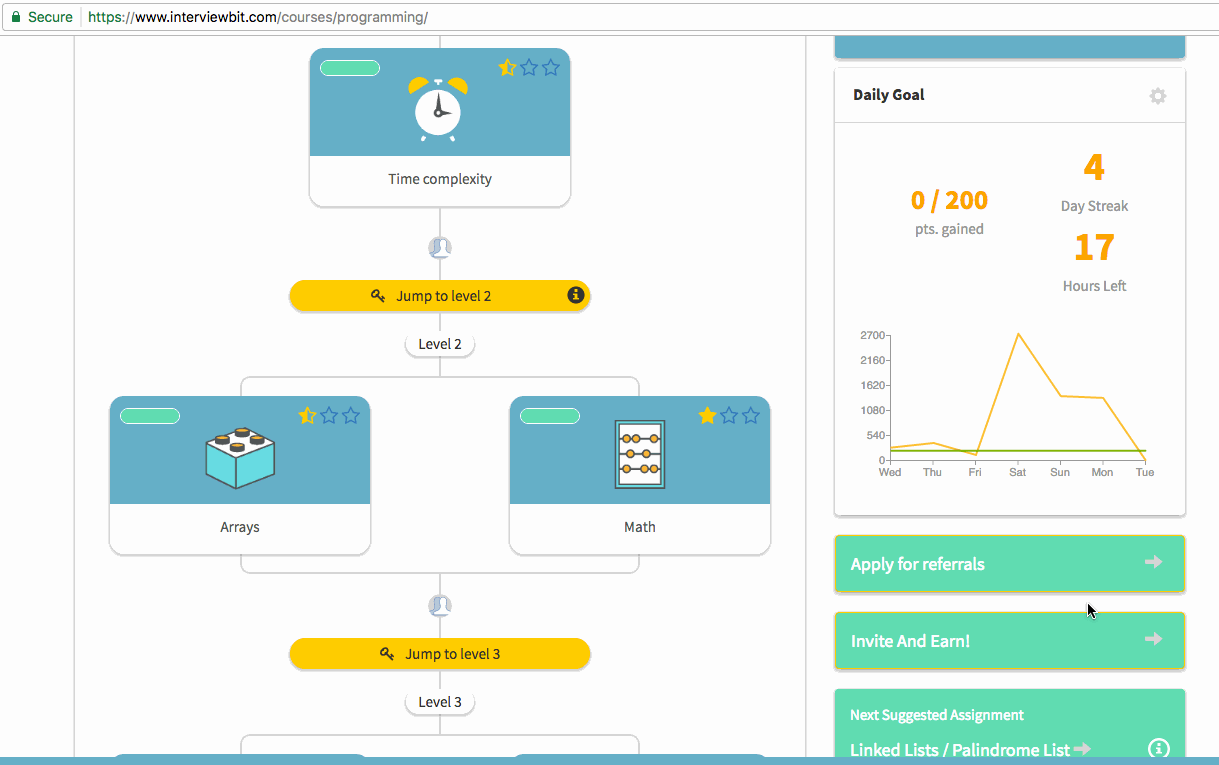 Secure https://www.interviewbit.com/courses/programming/
Time complexity
Jump to level 2
Level 2
Arrays
Math
Jump to level 3
Level 3
Daily Goal
0 / 200
pts. gained
4
Day Streak
17
Hours Left
2700
2160
1620
1080
540
0
Wed Thu Fri Sat Sun Mon Tue
Apply for referrals
Invite And Earn!
Next Suggested Assignment
Linked Lists / Palindrome List